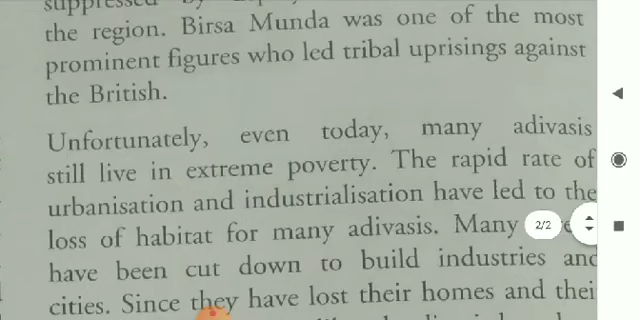 suppressed
the region. Birsa Munda was one of the most
prominent figures who led tribal uprisings against
the British.
Unfortunately, even today, many adivasis
still live in extreme poverty. The rapid rate of
urbanisation and industrialisation have led to the
loss of habitat for many adivasis. Many
2/2
have been cut down to build industries and
cities. Since they have lost their homes and thei